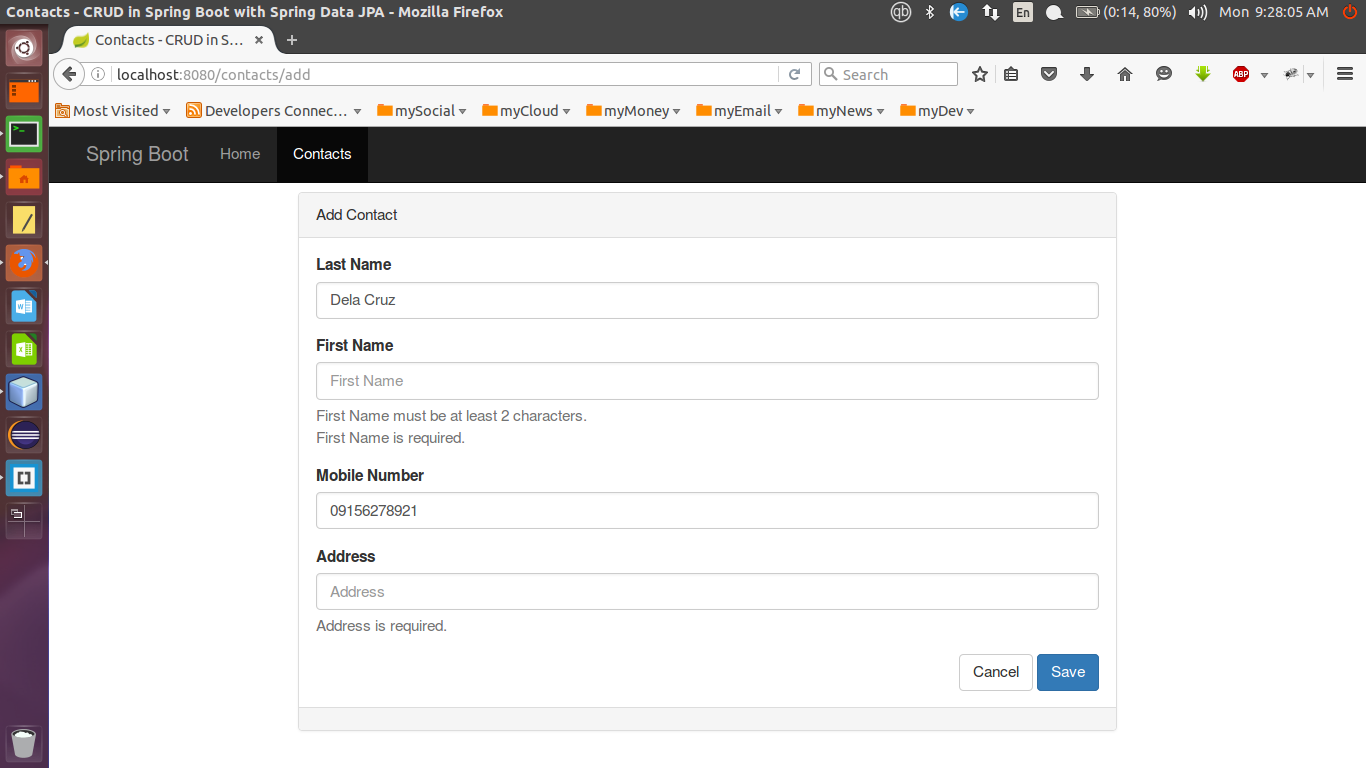 Contacts - CRUD in Spring Boot with Spring Data JPA - Mozilla Firefox
qb En (0:14, 80%) Mon 9:28:05 AM
Contacts - CRUD in S...
localhost:8080/contacts/add
Search
ABP
Most Visited Developers Connec... mySocial myCloud myMoney myEmail myNews myDev
Spring Boot Home Contacts
Add Contact
Last Name
Dela Cruz
First Name
First Name
First Name must be at least 2 characters.
First Name is required.
Mobile Number
09156278921
Address
Address
Address is required.
Cancel Save